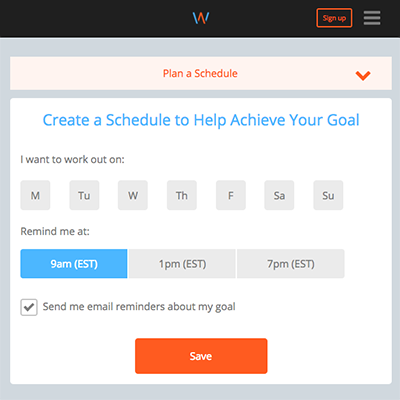 W
Sign up
Plan a Schedule
Create a Schedule to Help Achieve Your Goal
I want to work out on:
M Tu W Th F Sa Su
Remind me at:
9am (EST) 1pm (EST) 7pm (EST)
Send me email reminders about my goal
Save